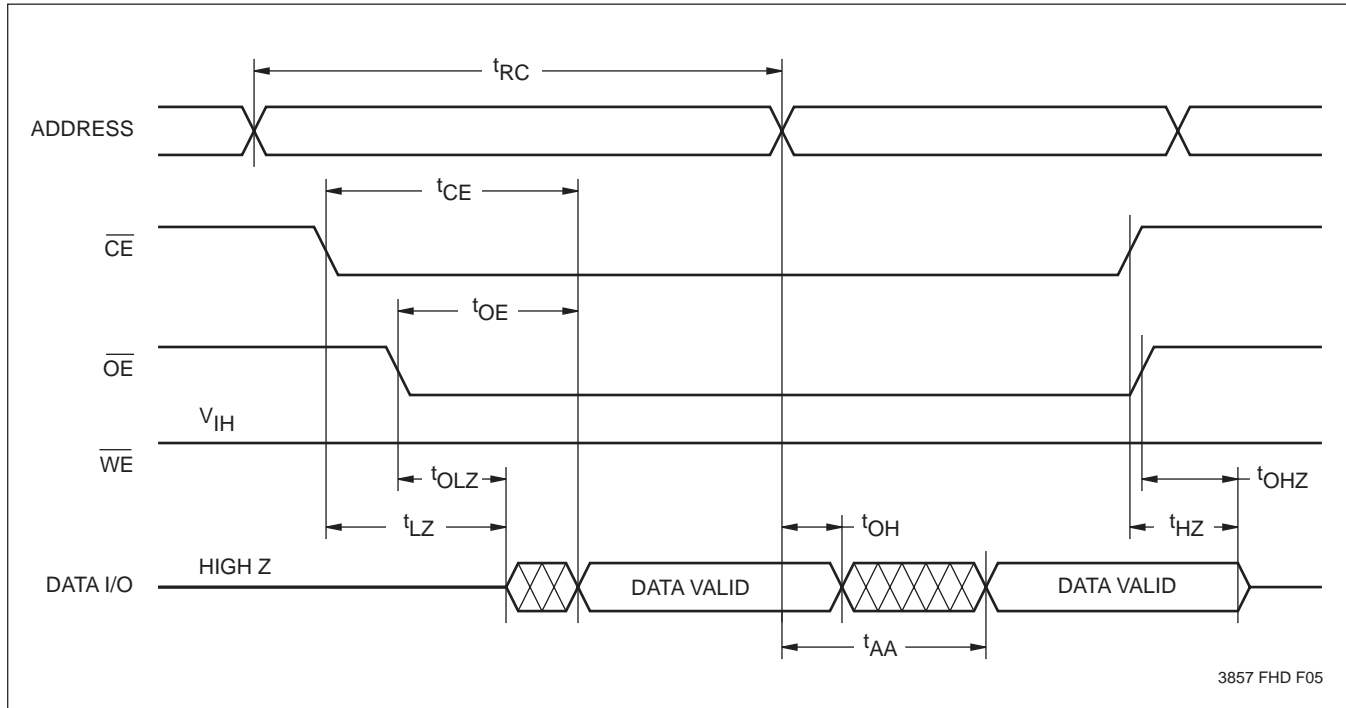 tRC
ADDRESS
tCE
CE
tOE
OE
VIH
WE
tOLZ
tOHZ
tLZ
tOH
tHZ
HIGH Z
DATA I/O
DATA VALID
DATA VALID
tAA
3857 FHD F05